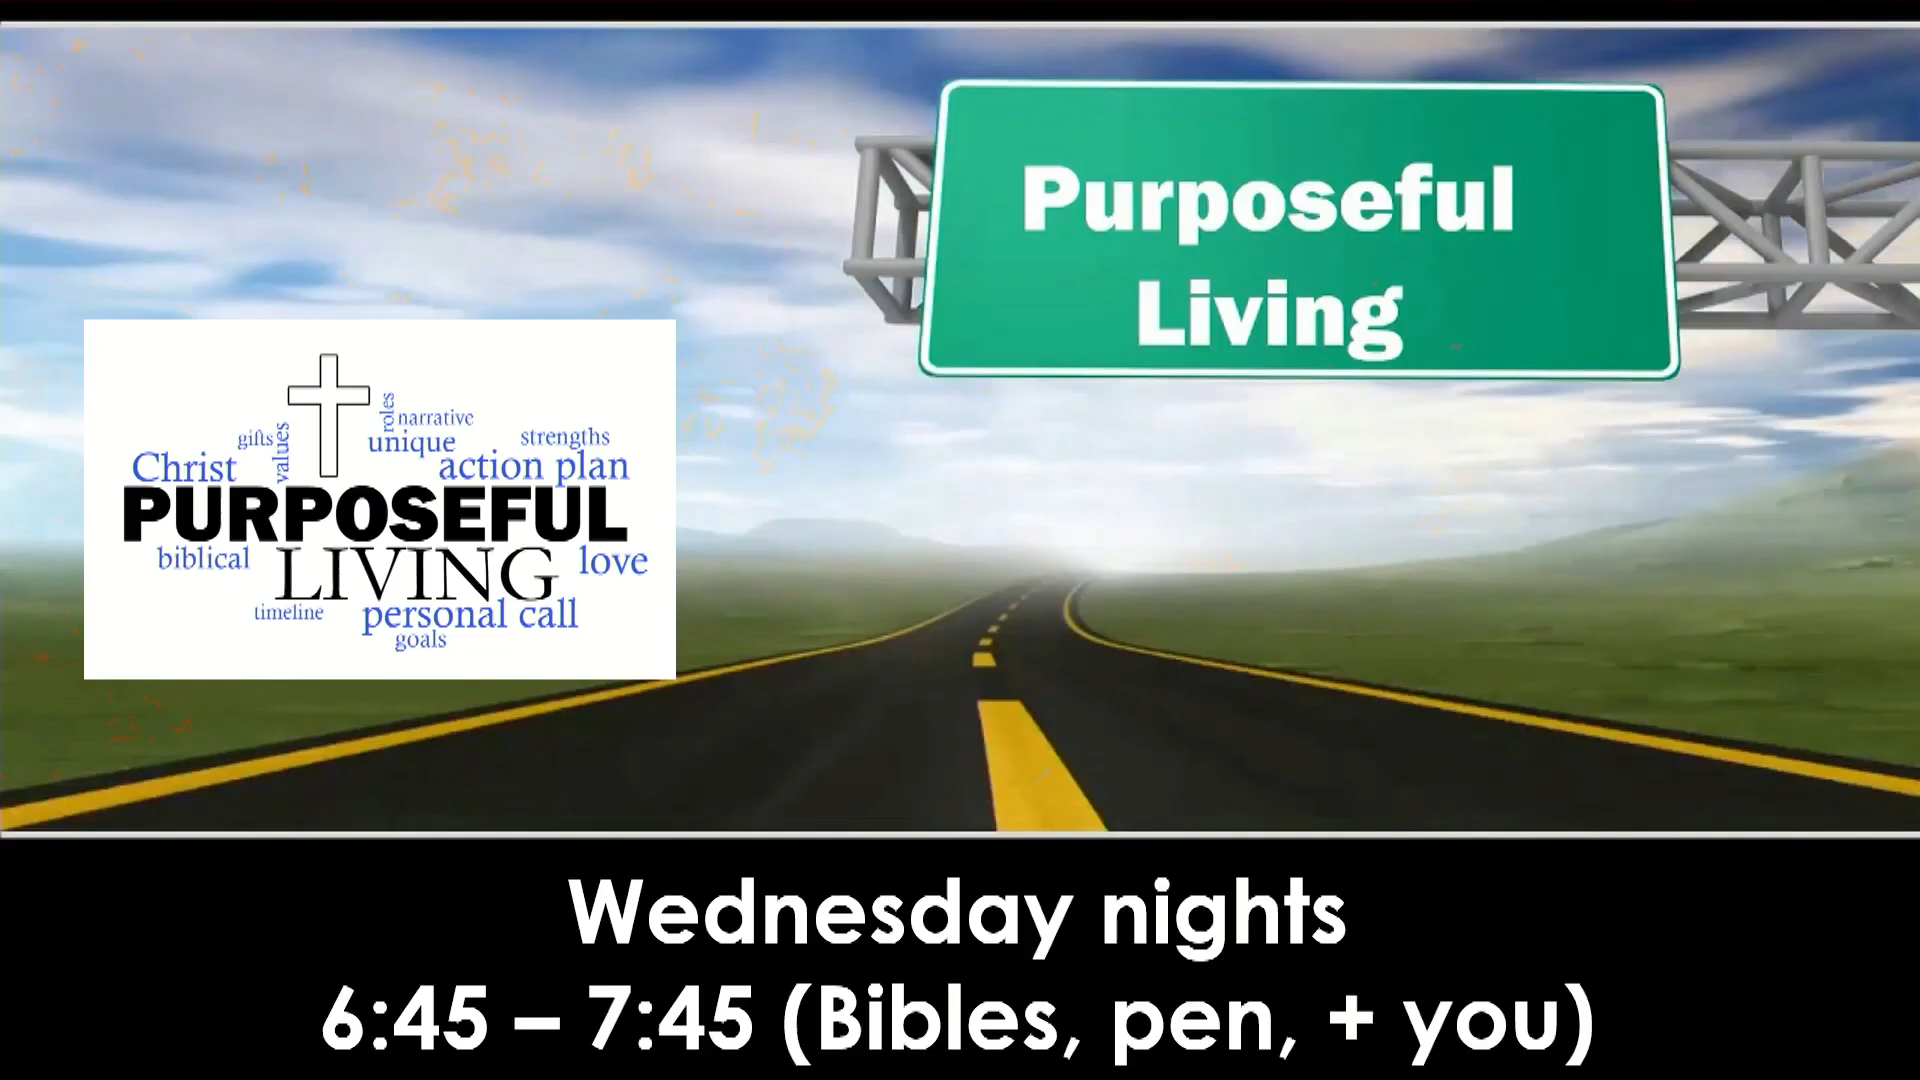 Purposeful
Living
roles
narrative
gifts
values
unique
strengths
Christ
action plan
PURPOSEFUL
biblical
LIVING
love
timeline
personal call
goals
Wednesday nights
6:45 – 7:45 (Bibles, pen, + you)